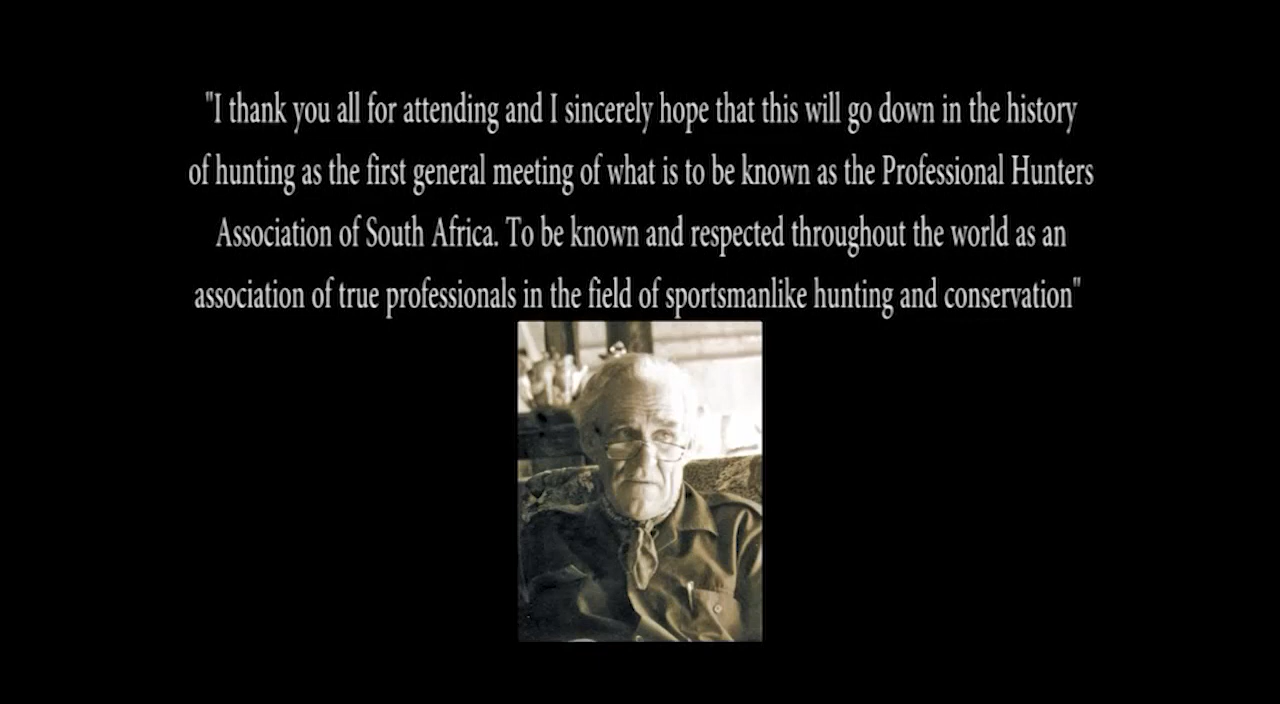 "I thank you all for attending and I sincerely hope that this will go down in the history
of hunting as the first general meeting of what is to be known as the Professional Hunters
Association of South Africa. To be known and respected throughout the world as an
association of true professionals in the field of sportsmanlike hunting and conservation"